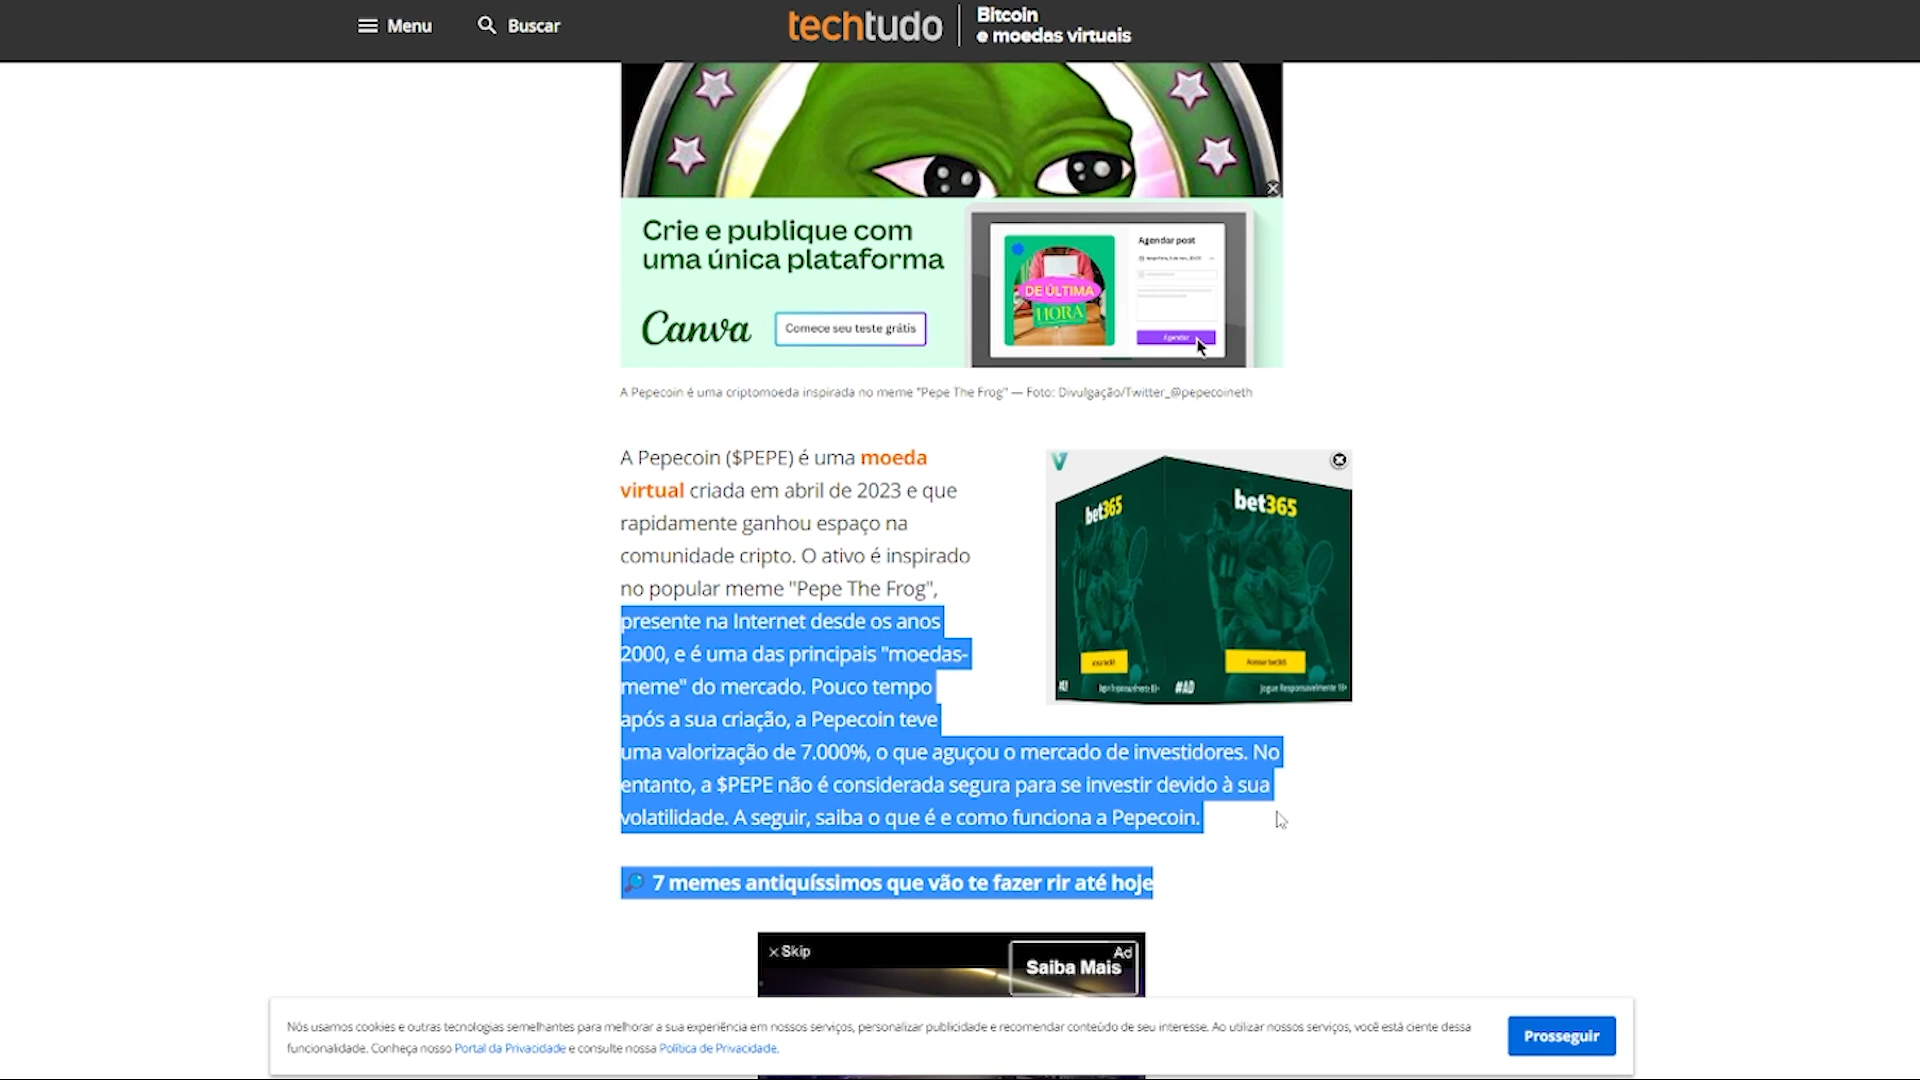 Menu
Buscar
techtudo
Bitcoin
e moedas virtuais
Crie e publique com
uma única plataforma
Canva
Comece seu teste grátis
DE ÚLTIMA
HORA
Agendar post
Agendar
A Pepecoin é uma criptomoeda inspirada no meme "Pepe The Frog" — Foto: Divulgação/Twitter_@pepecoineth
A Pepecoin ($PEPE) é uma moeda
virtual criada em abril de 2023 e que
rapidamente ganhou espaço na
comunidade cripto. O ativo é inspirado
no popular meme "Pepe The Frog",
presente na Internet desde os anos
2000, e é uma das principais "moedas-
meme" do mercado. Pouco tempo
após a sua criação, a Pepecoin teve
uma valorização de 7.000%, o que aguçou o mercado de investidores. No
entanto, a $PEPE não é considerada segura para se investir devido à sua
volatilidade. A seguir, saiba o que é e como funciona a Pepecoin.
bet365
bet365
Acessar bet365
#AD
Jogue Responsavelmente 18+
7 memes antiquíssimos que vão te fazer rir até hoje
Skip
Ad
Saiba Mais
Nós usamos cookies e outras tecnologias semelhantes para melhorar a sua experiência em nossos serviços, personalizar publicidade e recomendar conteúdo de seu interesse. Ao utilizar nossos serviços, você está ciente dessa
funcionalidade. Conheça nosso Portal da Privacidade e consulte nossa Política de Privacidade.
Prosseguir